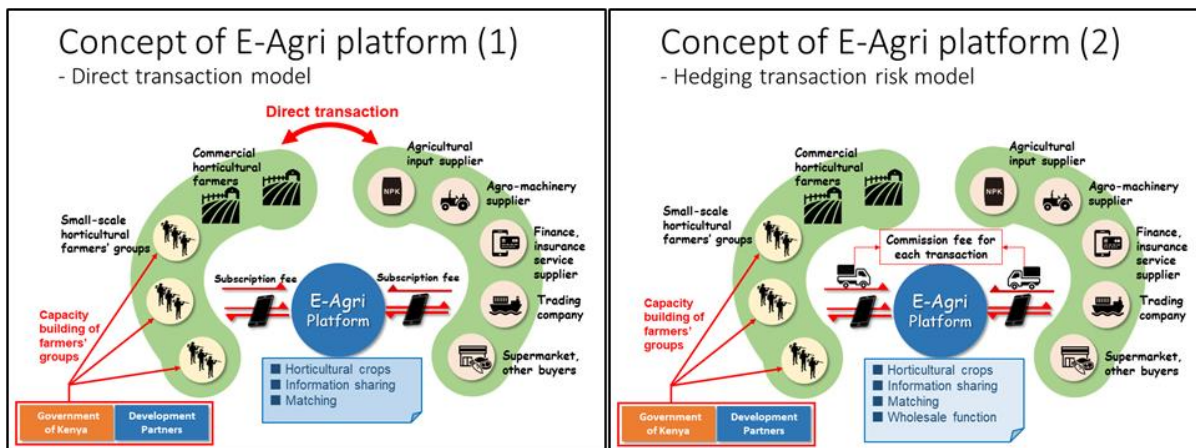 Concept of E-Agri platform (1)
- Direct transaction model
Direct transaction
Commercial
horticultural
farmers
Agricultural
input supplier
NPK
Agro-machinery
supplier
Small-scale
horticultural
farmers' groups
Finance,
insurance
service
supplier
Subscription fee
Subscription fee
E-Agri
Platform
Trading
company
Capacity
building of
farmers'
groups
Supermarket,
other buyers
■ Horticultural crops
■ Information sharing
■ Matching
Government
of Kenya
Development
Partners
Concept of E-Agri platform (2)
- Hedging transaction risk model
Commercial
horticultural
farmers
Agricultural
input supplier
NPK
Agro-machinery
supplier
Small-scale
horticultural
farmers' groups
Commission fee for
each transaction
Finance,
insurance
service
supplier
E-Agri
Platform
Trading
company
Capacity
building of
farmers'
groups
Supermarket,
other buyers
■ Horticultural crops
■ Information sharing
■ Matching
■ Wholesale function
Government
of Kenya
Development
Partners